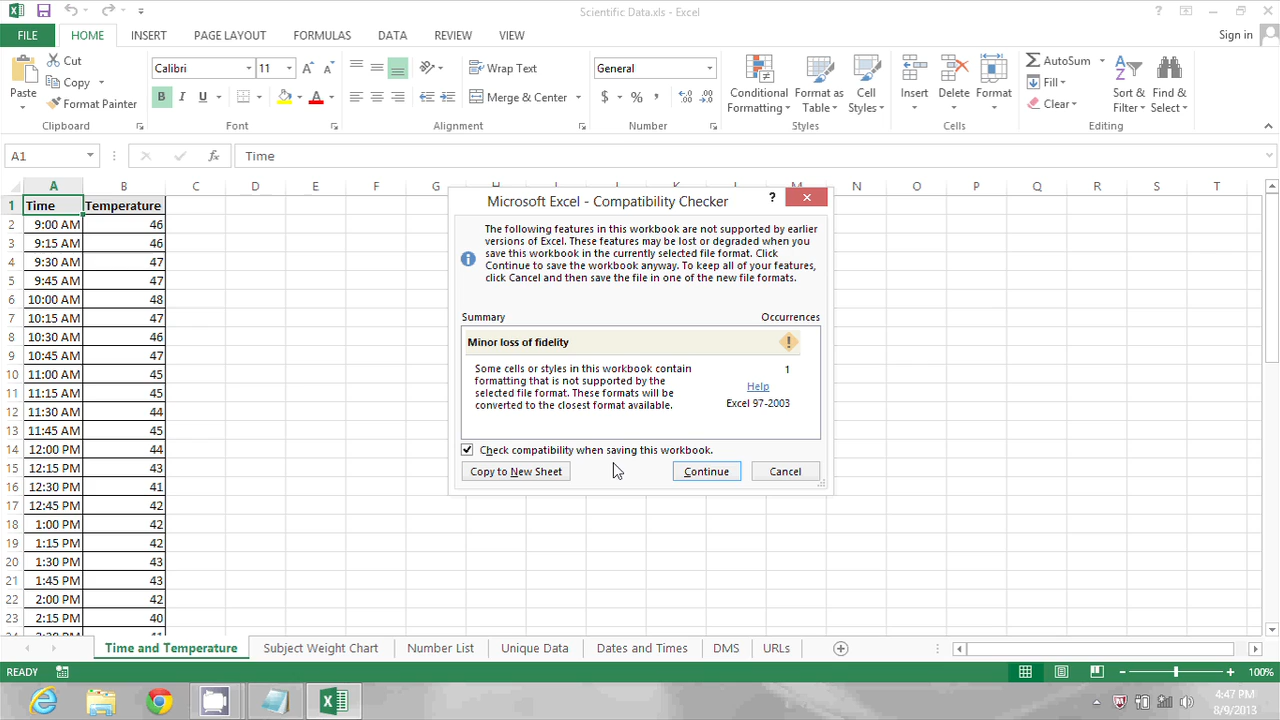 Scientific Data.xls - Excel
?
FILE
HOME
INSERT
PAGE LAYOUT
FORMULAS
DATA
REVIEW
VIEW
Sign in
Paste
Cut
Copy
Format Painter
Clipboard
Calibri
11
B I U
A A
A
Font
Wrap Text
Merge & Center
Alignment
General
$ % ,
Number
Conditional
Formatting
Format as
Table
Cell
Styles
Styles
Insert
Delete
Format
Cells
AutoSum
Fill
Clear
Sort &
Filter
Find &
Select
Editing
A1
fx
Time
A B C D E F G H I J K L M N O P Q R S T
1 Time Temperature
2 9:00 AM 46
3 9:15 AM 46
4 9:30 AM 47
5 9:45 AM 47
6 10:00 AM 48
7 10:15 AM 47
8 10:30 AM 46
9 10:45 AM 47
10 11:00 AM 45
11 11:15 AM 45
12 11:30 AM 44
13 11:45 AM 45
14 12:00 PM 44
15 12:15 PM 43
16 12:30 PM 41
17 12:45 PM 42
18 1:00 PM 42
19 1:15 PM 42
20 1:30 PM 43
21 1:45 PM 43
22 2:00 PM 42
23 2:15 PM 40
Microsoft Excel - Compatibility Checker
?
The following features in this workbook are not supported by earlier
versions of Excel. These features may be lost or degraded when you
save this workbook in the currently selected file format. Click
Continue to save the workbook anyway. To keep all of your features,
click Cancel and then save the file in one of the new file formats.
Summary Occurrences
Minor loss of fidelity
Some cells or styles in this workbook contain
formatting that is not supported by the
selected file format. These formats will be
converted to the closest format available.
1
Help
Excel 97-2003
Check compatibility when saving this workbook.
Copy to New Sheet
Continue
Cancel
Time and Temperature
Subject Weight Chart
Number List
Unique Data
Dates and Times
DMS
URLs
READY
100%
4:47 PM
8/9/2013